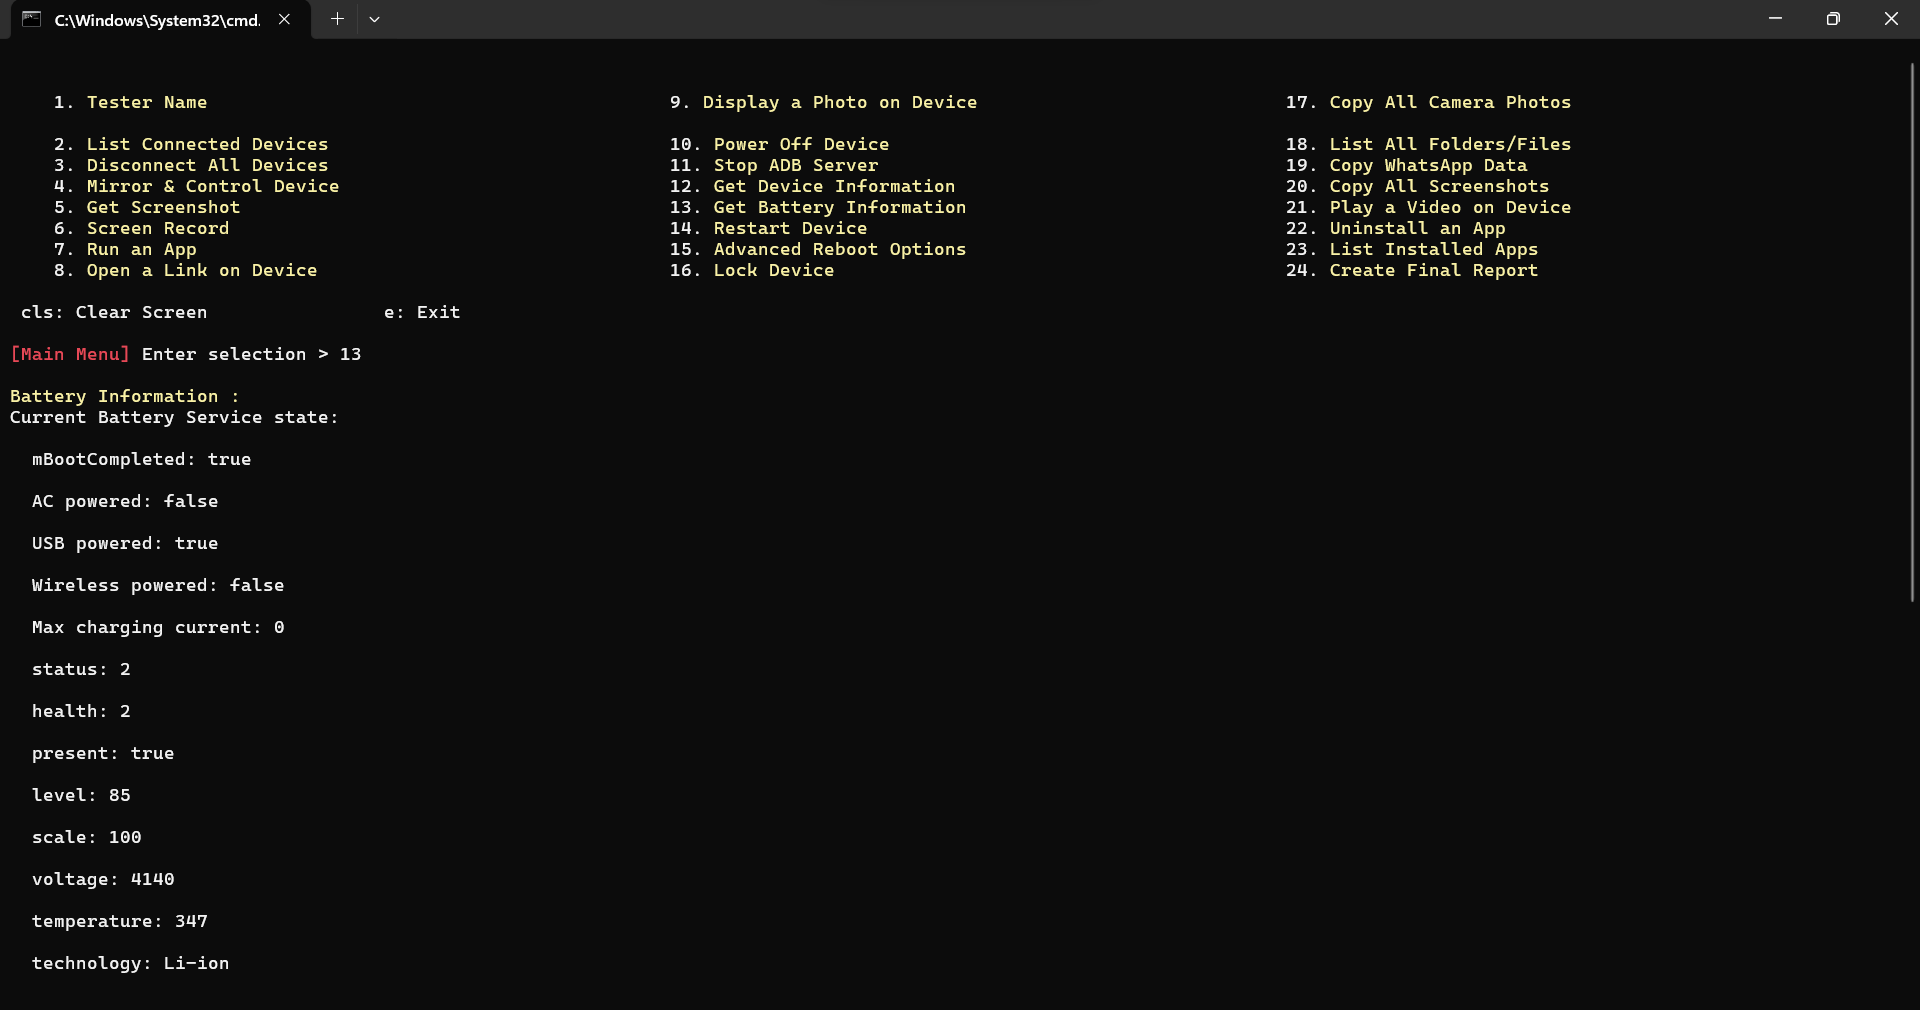 C:\Windows\System32\cmd.
1. Tester Name 9. Display a Photo on Device 17. Copy All Camera Photos
2. List Connected Devices 10. Power Off Device 18. List All Folders/Files
3. Disconnect All Devices 11. Stop ADB Server 19. Copy WhatsApp Data
4. Mirror & Control Device 12. Get Device Information 20. Copy All Screenshots
5. Get Screenshot 13. Get Battery Information 21. Play a Video on Device
6. Screen Record 14. Restart Device 22. Uninstall an App
7. Run an App 15. Advanced Reboot Options 23. List Installed Apps
8. Open a Link on Device 16. Lock Device 24. Create Final Report
cls: Clear Screen e: Exit
[Main Menu] Enter selection > 13
Battery Information :
Current Battery Service state:
mBootCompleted: true
AC powered: false
USB powered: true
Wireless powered: false
Max charging current: 0
status: 2
health: 2
present: true
level: 85
scale: 100
voltage: 4140
temperature: 347
technology: Li-ion